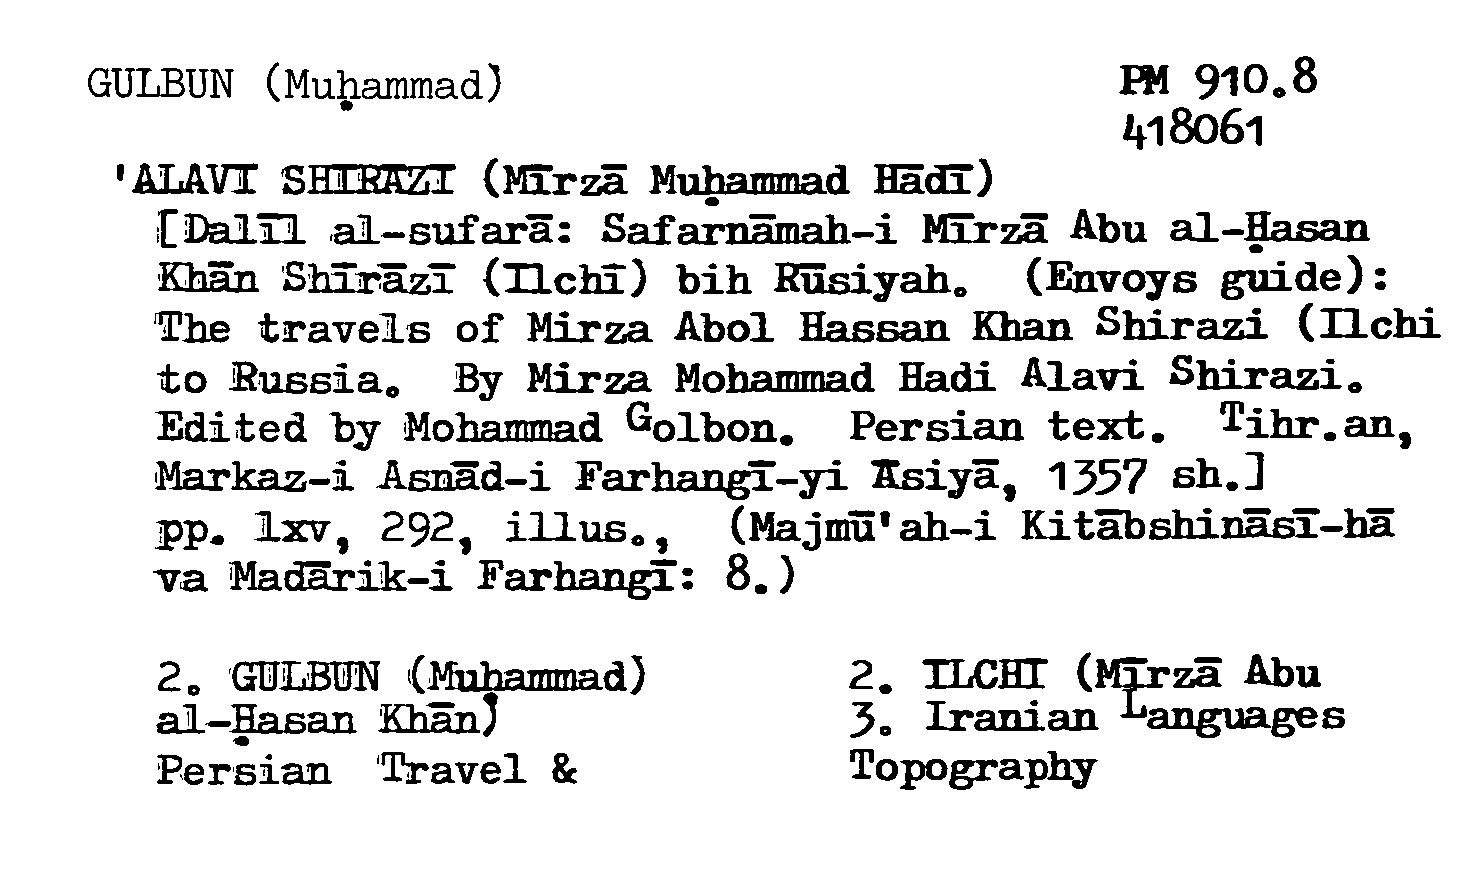 GULBUN (Muḥammad) PM 910.8
418061
'ALAVI SHIRAZI (Mīrzā Muḥammad Hādī)
[Dalīl al-sufarā: Safarnāmah-i Mīrzā Abu al-Ḥasan
Khān Shīrāzī (Ilchī) bih Rūsiyah. (Envoys guide):
The travels of Mirza Abol Hassan Khan Shirazi (Ilchi
to Russia. By Mirza Mohammad Hadi Alavi Shirazi.
Edited by Mohammad Golbon. Persian text. Tihr.an,
Markaz-i Asnād-i Farhangī-yi Āsiyā, 1357 sh.]
pp. lxv, 292, illus., (Majmū'ah-i Kitābshināsī-hā
va Madārik-i Farhangī: 8.)
2. GULBUN (Muḥammad) 2. ĪLCHĪ (Mīrzā Abu
al-Ḥasan Khān) 3. Iranian Languages
Persian Travel & Topography